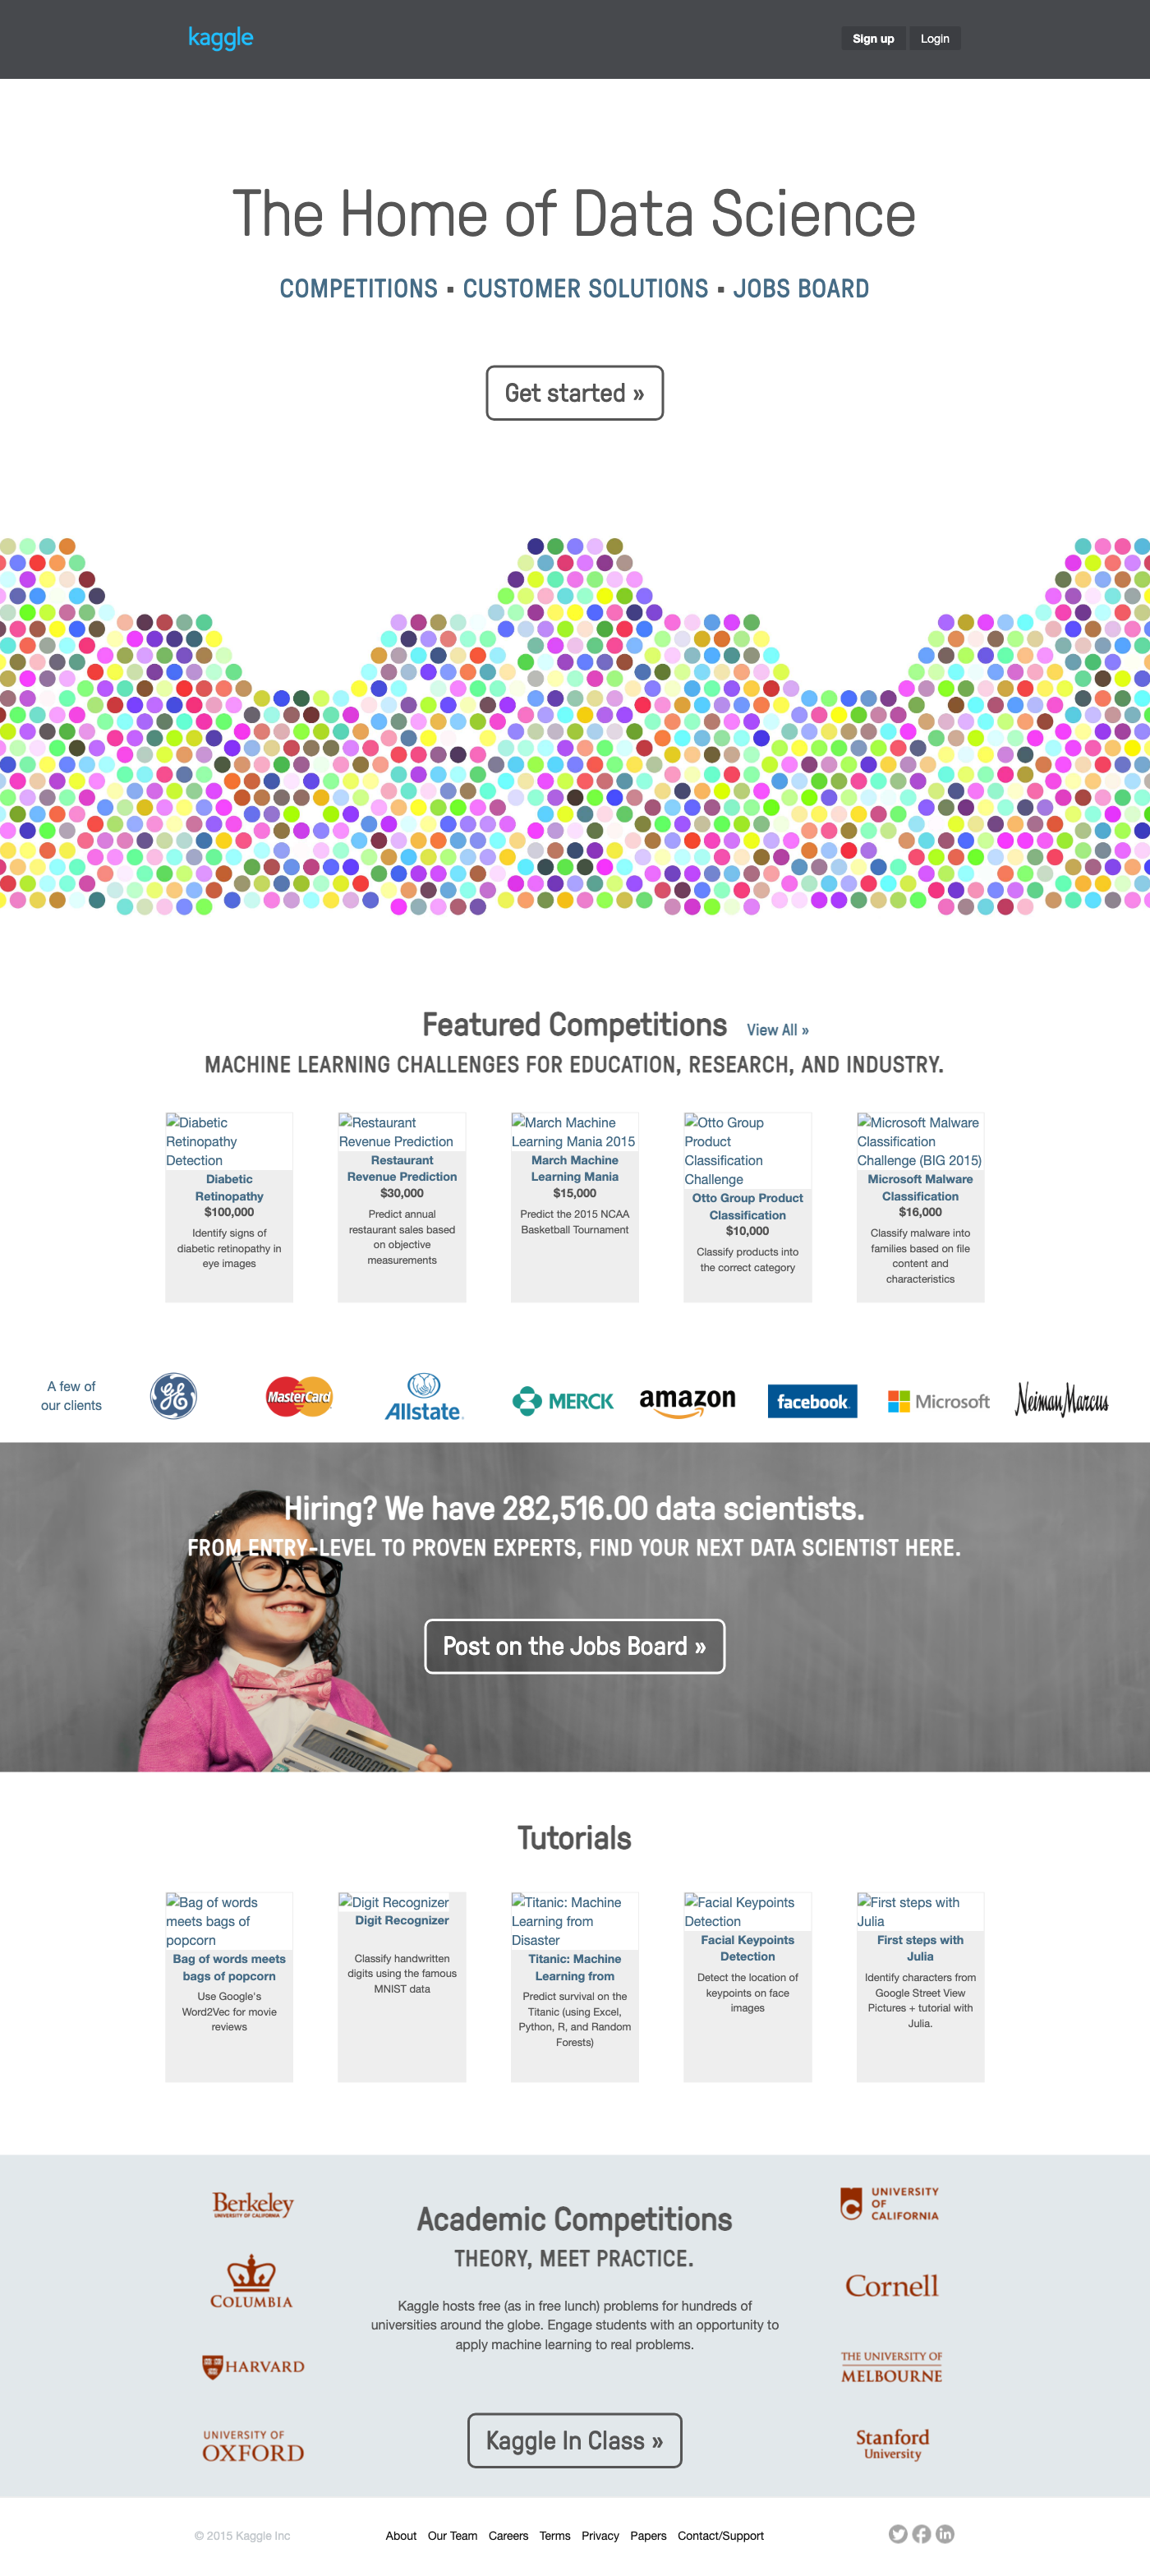 kaggle
Sign up Login
The Home of Data Science
COMPETITIONS ▪ CUSTOMER SOLUTIONS ▪ JOBS BOARD
Get started »
Featured Competitions View All »
MACHINE LEARNING CHALLENGES FOR EDUCATION, RESEARCH, AND INDUSTRY.
Diabetic
Retinopathy
Detection
Diabetic
Retinopathy
$100,000
Identify signs of
diabetic retinopathy in
eye images
Restaurant
Revenue Prediction
Restaurant
Revenue Prediction
$30,000
Predict annual
restaurant sales based
on objective
measurements
March Machine
Learning Mania 2015
March Machine
Learning Mania
$15,000
Predict the 2015 NCAA
Basketball Tournament
Otto Group
Product
Classification
Challenge
Otto Group Product
Classification
$10,000
Classify products into
the correct category
Microsoft Malware
Classification
Challenge (BIG 2015)
Microsoft Malware
Classification
$16,000
Classify malware into
families based on file
content and
characteristics
A few of
our clients
GE
MasterCard
Allstate
MERCK
amazon
facebook
Microsoft
Neiman Marcus
Hiring? We have 282,516.00 data scientists.
FROM ENTRY-LEVEL TO PROVEN EXPERTS, FIND YOUR NEXT DATA SCIENTIST HERE.
Post on the Jobs Board »
Tutorials
Bag of words
meets bags of
popcorn
Bag of words meets
bags of popcorn
Use Google's
Word2Vec for movie
reviews
Digit Recognizer
Digit Recognizer
Classify handwritten
digits using the famous
MNIST data
Titanic: Machine
Learning from
Disaster
Titanic: Machine
Learning from
Predict survival on the
Titanic (using Excel,
Python, R, and Random
Forests)
Facial Keypoints
Detection
Facial Keypoints
Detection
Detect the location of
keypoints on face
images
First steps with
Julia
First steps with
Julia
Identify characters from
Google Street View
Pictures + tutorial with
Julia.
Berkeley
UNIVERSITY OF CALIFORNIA
COLUMBIA
HARVARD
UNIVERSITY OF
OXFORD
Academic Competitions
THEORY, MEET PRACTICE.
Kaggle hosts free (as in free lunch) problems for hundreds of
universities around the globe. Engage students with an opportunity to
apply machine learning to real problems.
Kaggle In Class »
UNIVERSITY
OF
CALIFORNIA
Cornell
THE UNIVERSITY OF
MELBOURNE
Stanford
University
© 2015 Kaggle Inc
About Our Team Careers Terms Privacy Papers Contact/Support